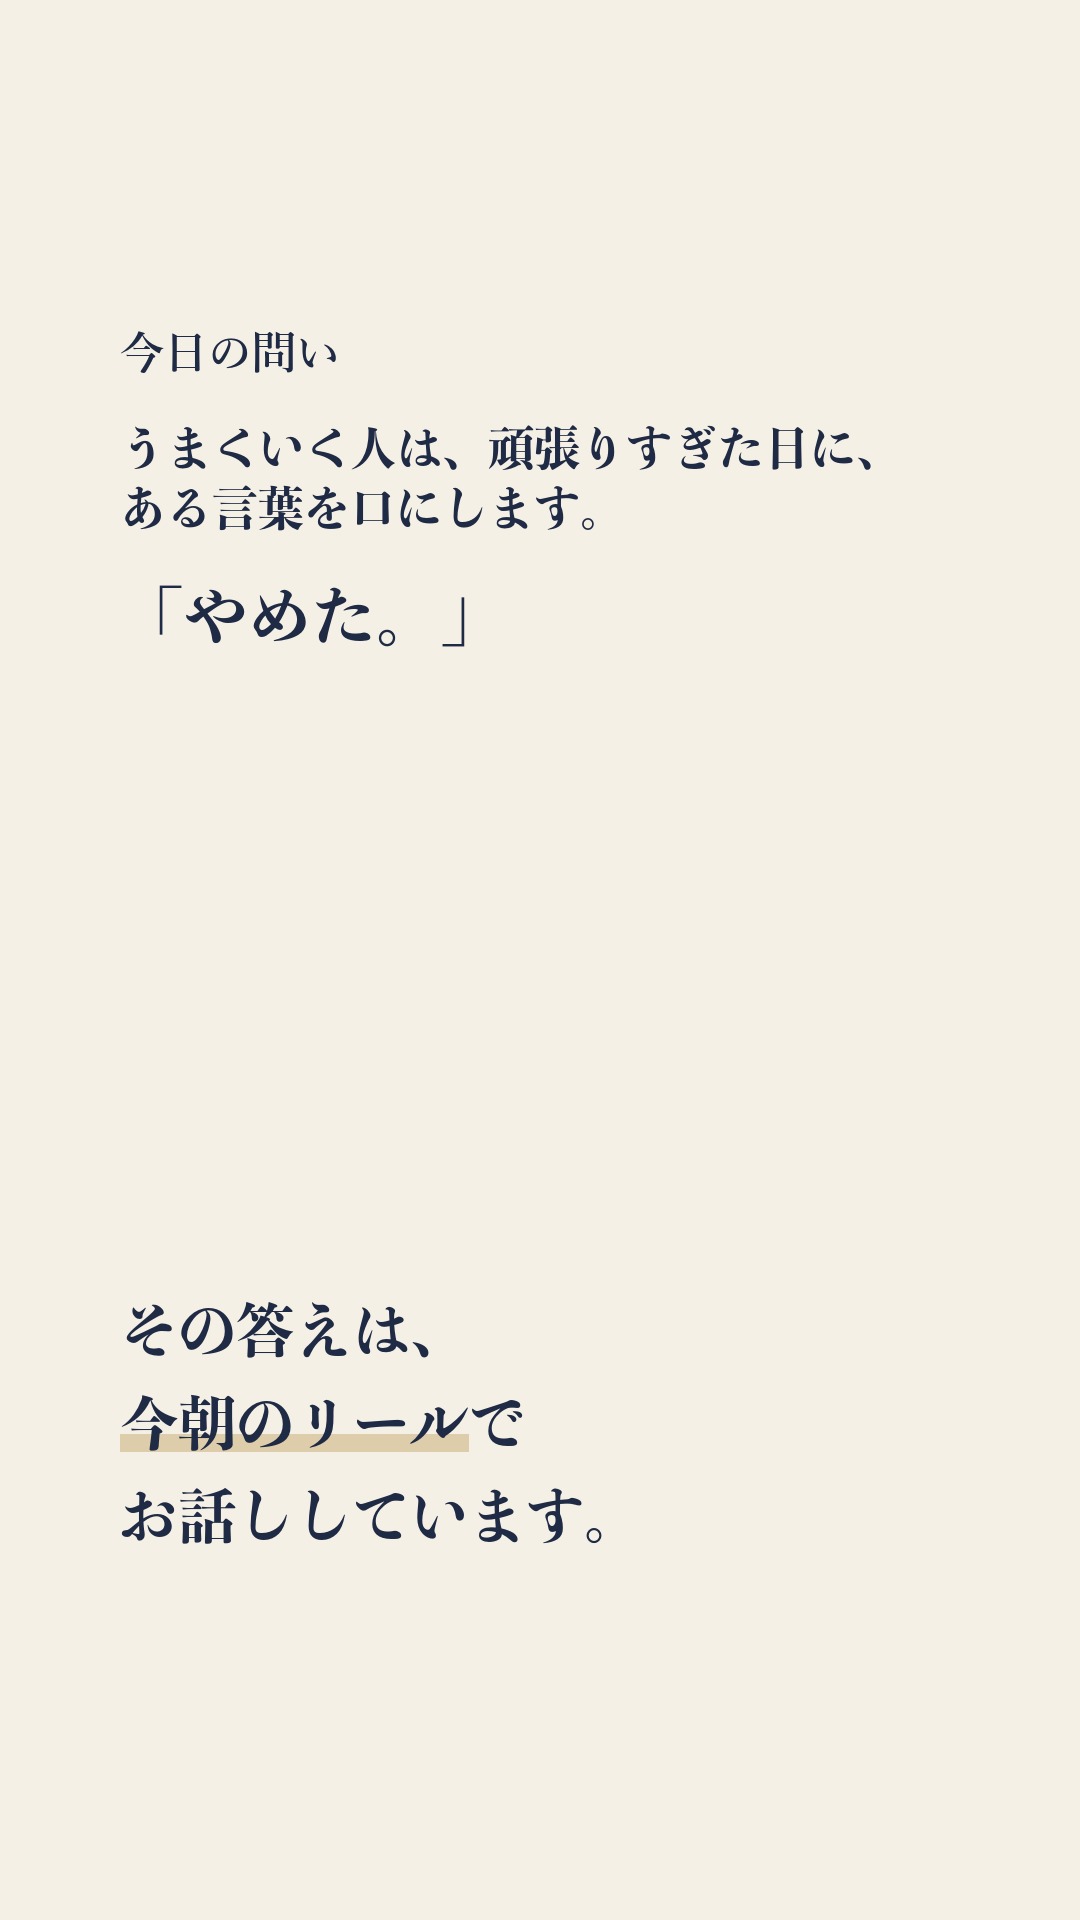 今日の問い
うまくいく人は、頑張りすぎた日に、
ある言葉を口にします。
「やめた。」
その答えは、
今朝のリールで
お話ししています。